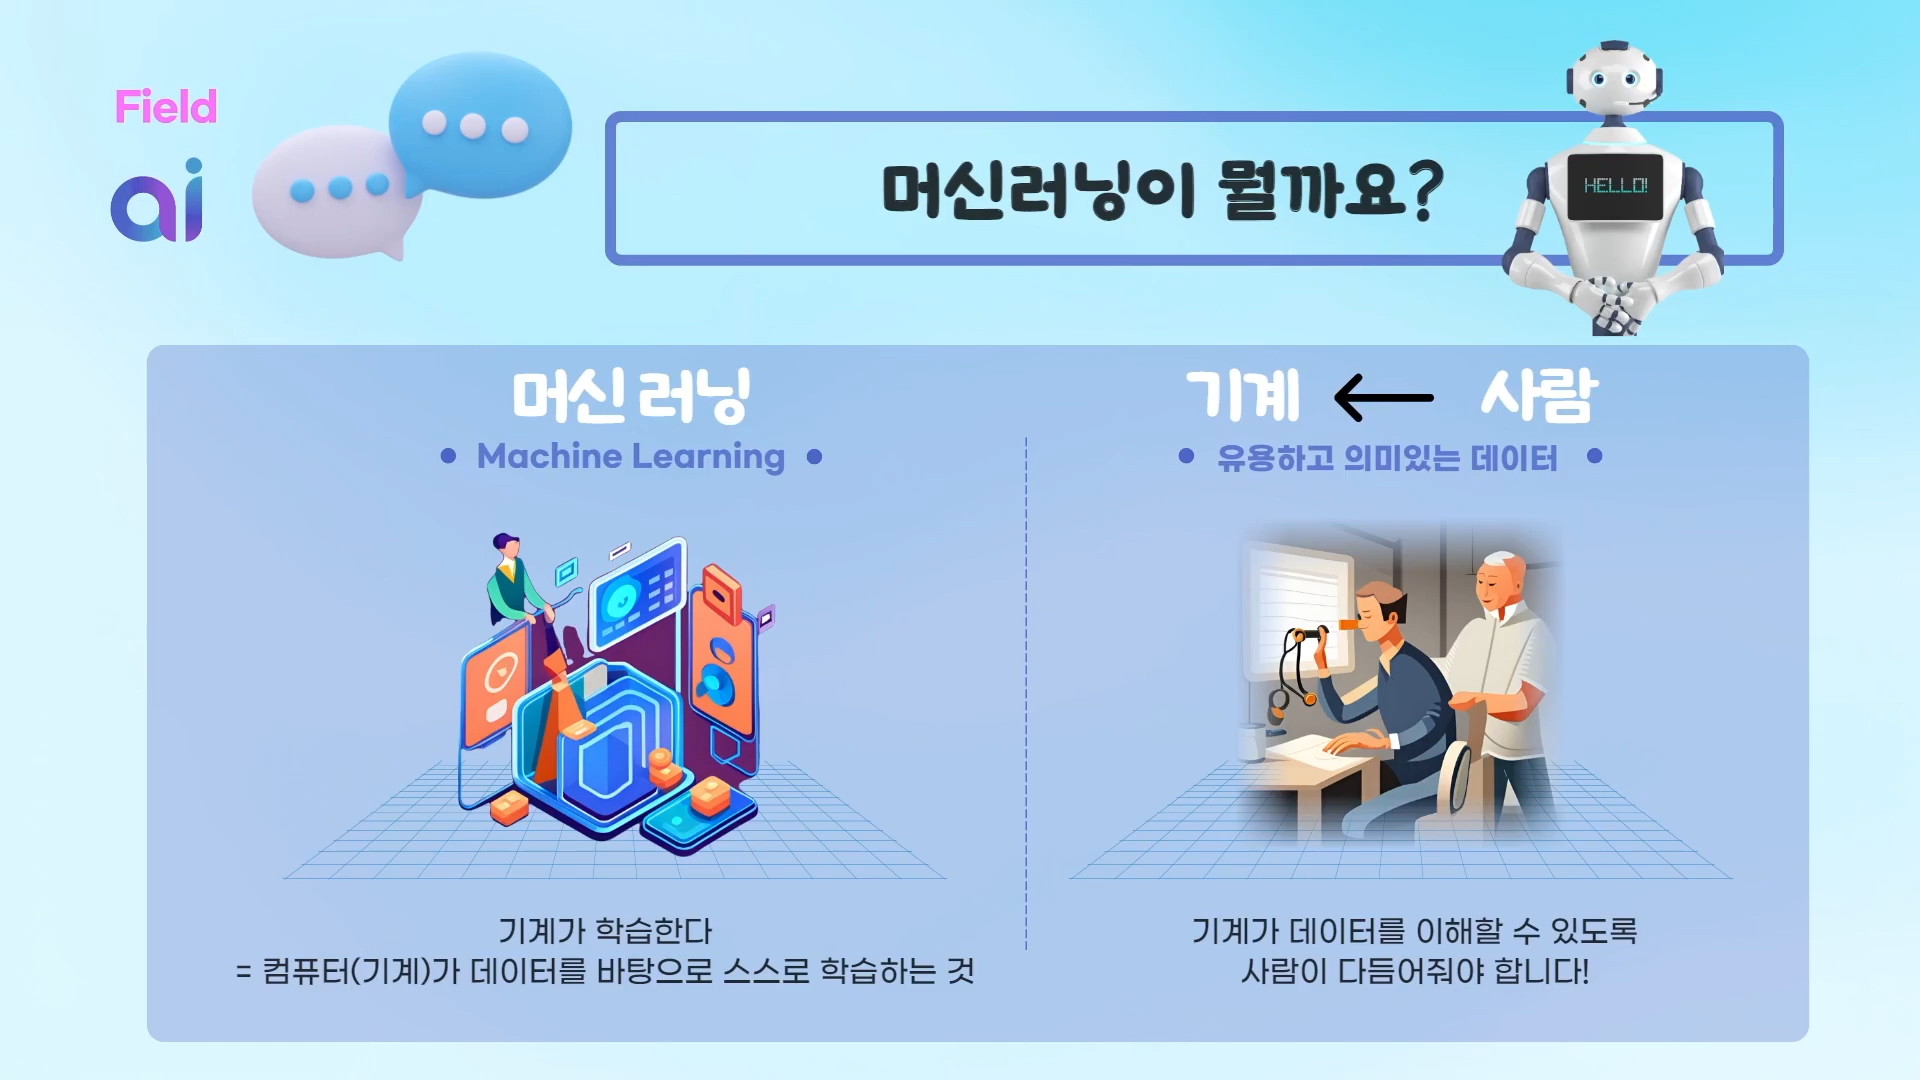 Field
ai
머신러닝이 뭘까요?
HELLO!
머신 러닝
• Machine Learning •
기계가 학습한다
= 컴퓨터(기계)가 데이터를 바탕으로 스스로 학습하는 것
기계 ← 사람
• 유용하고 의미있는 데이터 •
기계가 데이터를 이해할 수 있도록
사람이 다듬어줘야 합니다!